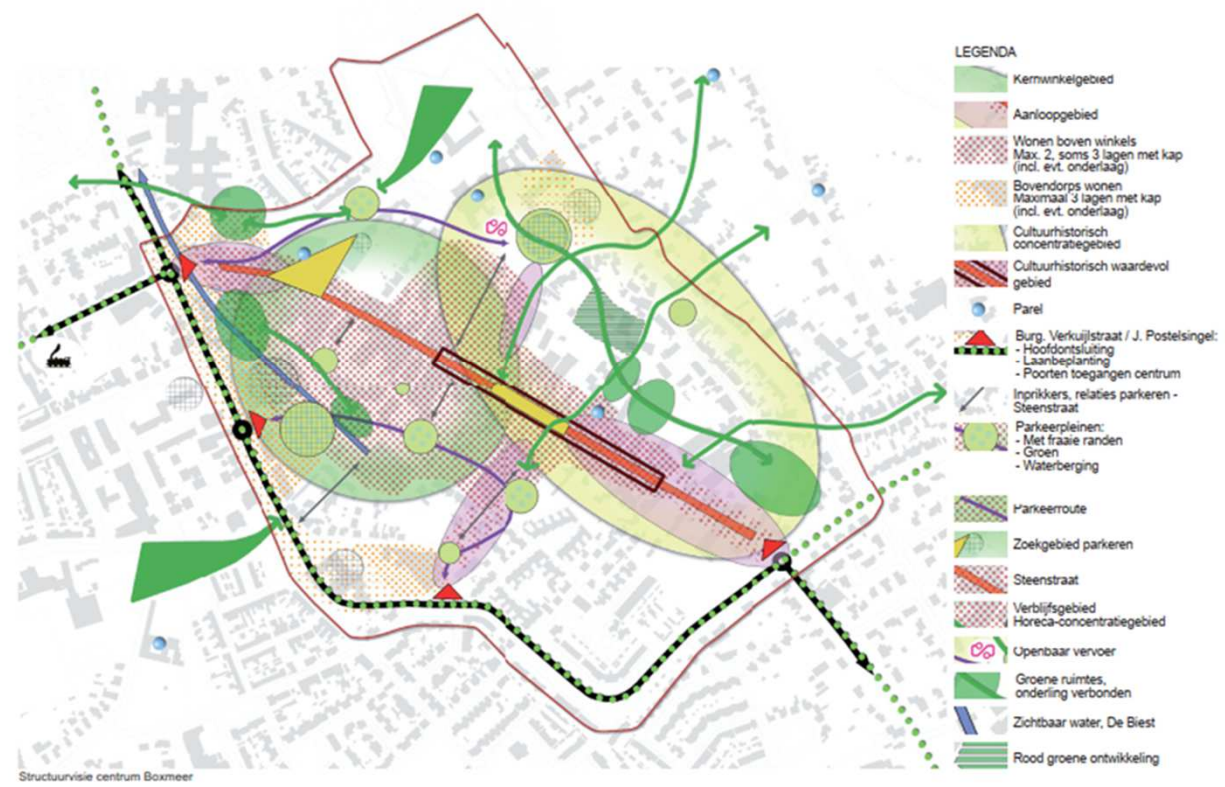 LEGENDA
Kernwinkelgebied
Aanloopgebied
Wonen boven winkels
Max. 2, soms 3 lagen met kap
(incl. evt. onderlaag)
Bovendorps wonen
Maximaal 3 lagen met kap
(incl. evt. onderlaag)
Cultuurhistorisch
concentratiegebied
Cultuurhistorisch waardevol
gebied
Parel
Burg. Verkuijlstraat / J. Postelsingel:
- Hoofdontsluiting
- Laanbeplanting
- Poorten toegangen centrum
Inprikkers, relaties parkeren -
Steenstraat
Parkeerpleinen:
- Met fraaie randen
- Groen
- Waterberging
Parkeerroute
Zoekgebied parkeren
Steenstraat
Verblijfsgebied
Horeca-concentratiegebied
Openbaar vervoer
Groene ruimtes,
onderling verbonden
Zichtbaar water, De Biest
Rood groene ontwikkeling
Structuurvisie centrum Boxmeer